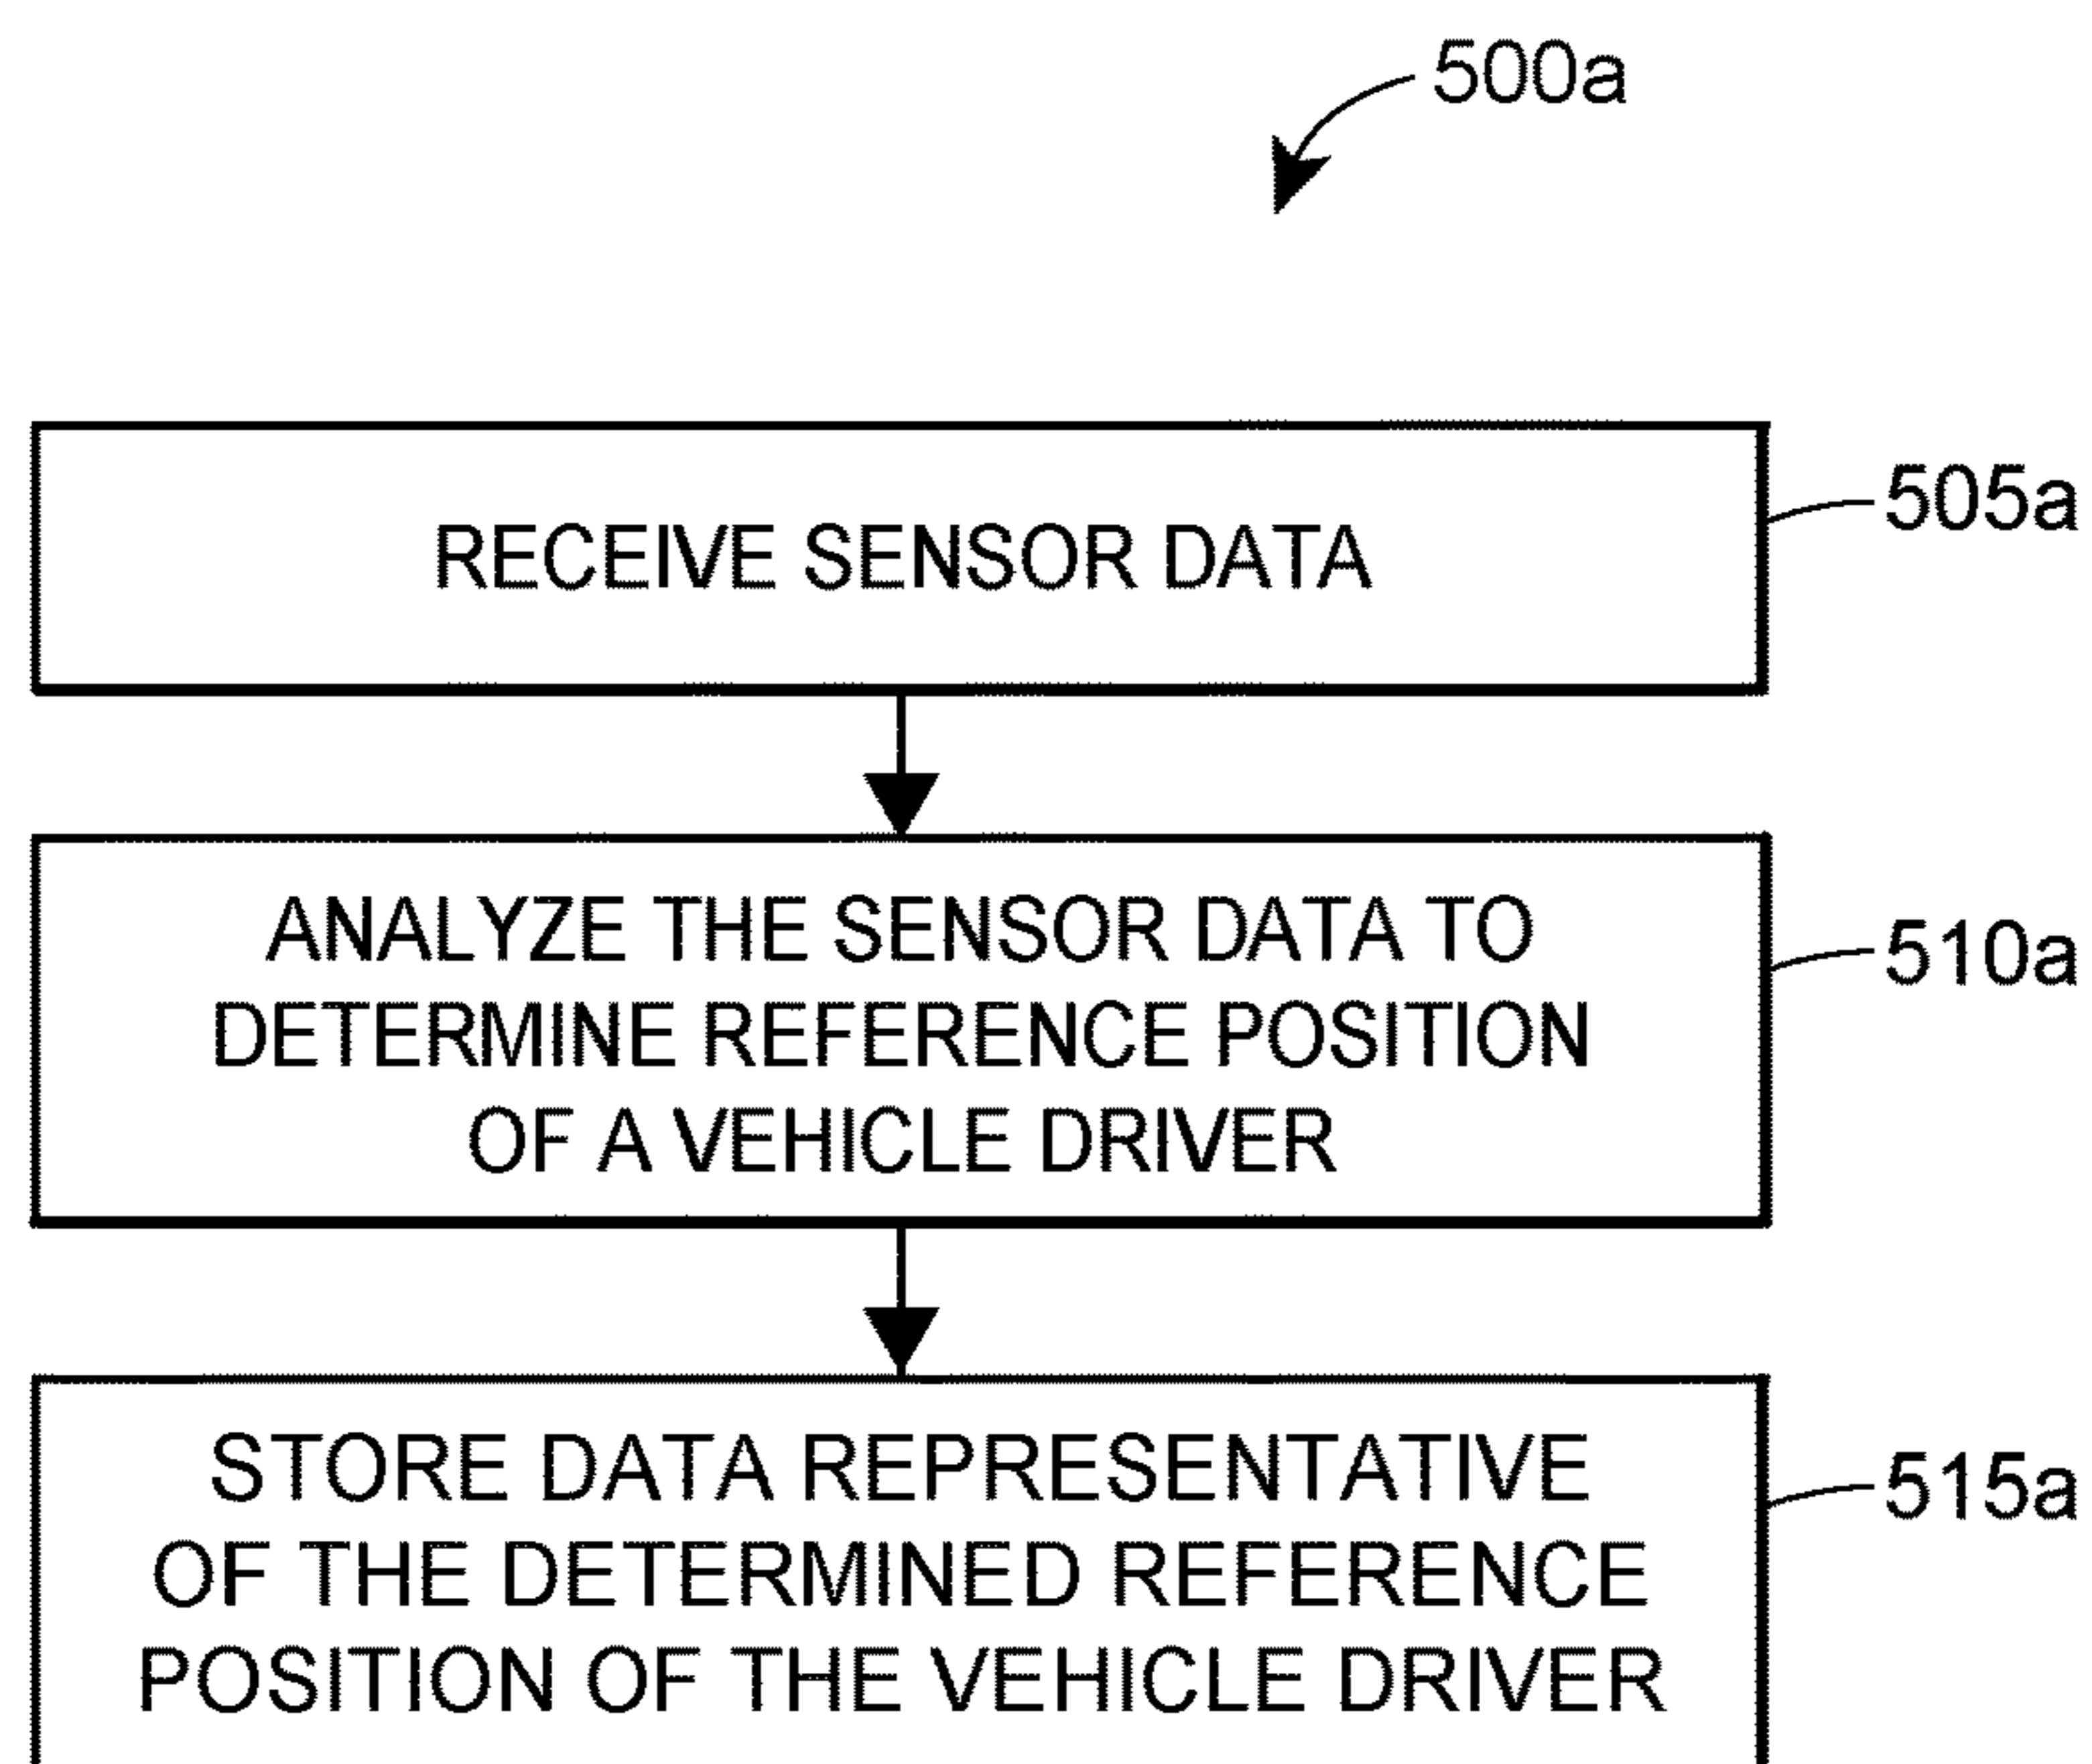 500a
RECEIVE SENSOR DATA
505a
ANALYZE THE SENSOR DATA TO
DETERMINE REFERENCE POSITION
OF A VEHICLE DRIVER
510a
STORE DATA REPRESENTATIVE
OF THE DETERMINED REFERENCE
POSITION OF THE VEHICLE DRIVER
515a